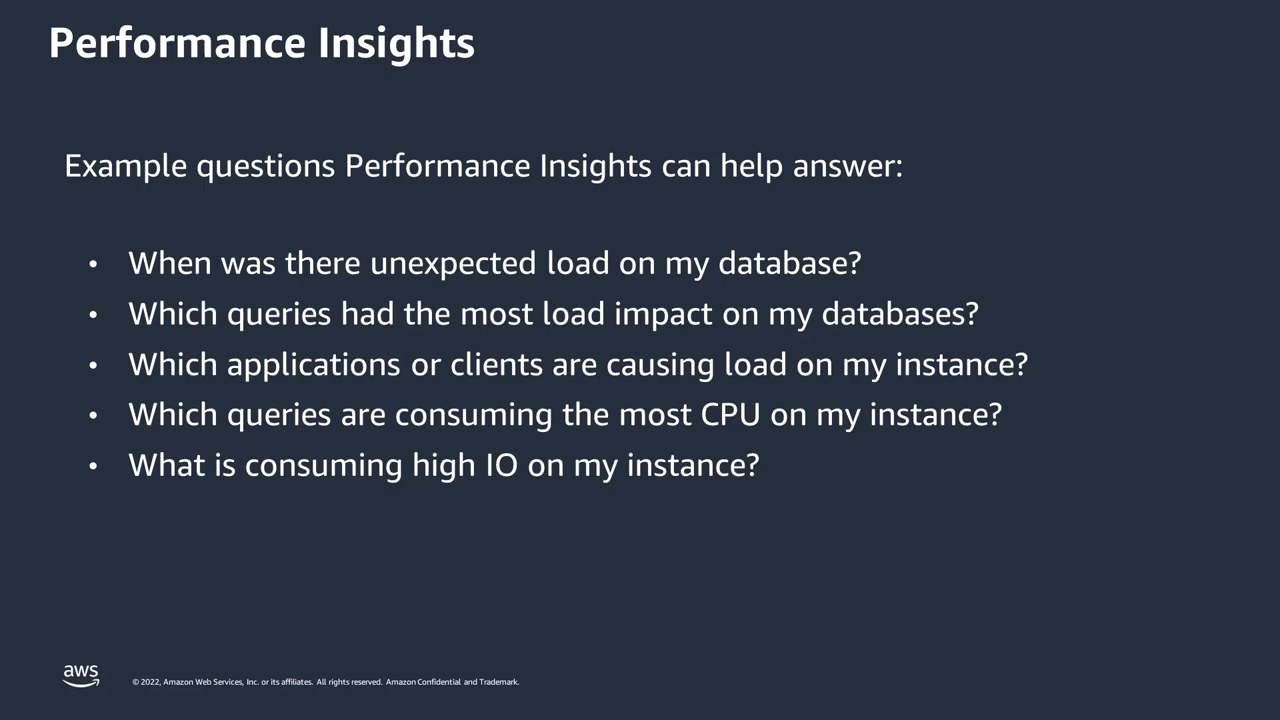 Performance Insights
Example questions Performance Insights can help answer:
• When was there unexpected load on my database?
• Which queries had the most load impact on my databases?
• Which applications or clients are causing load on my instance?
• Which queries are consuming the most CPU on my instance?
• What is consuming high IO on my instance?
aws
© 2022, Amazon Web Services, Inc. or its affiliates. All rights reserved. Amazon Confidential and Trademark.